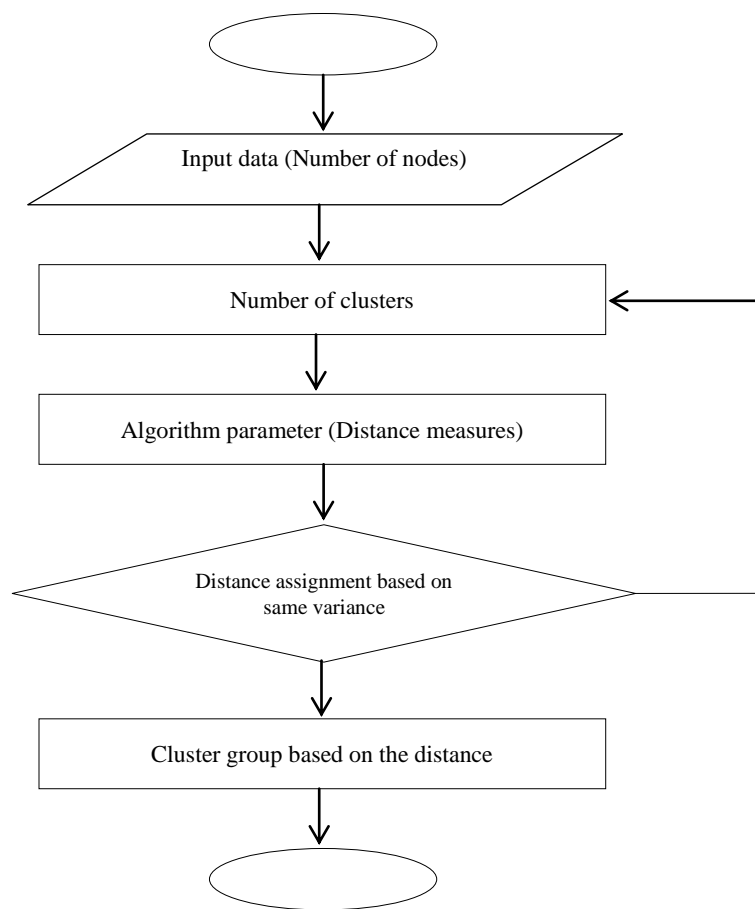 Input data (Number of nodes)
Number of clusters
Algorithm parameter (Distance measures)
Distance assignment based on
same variance
Cluster group based on the distance